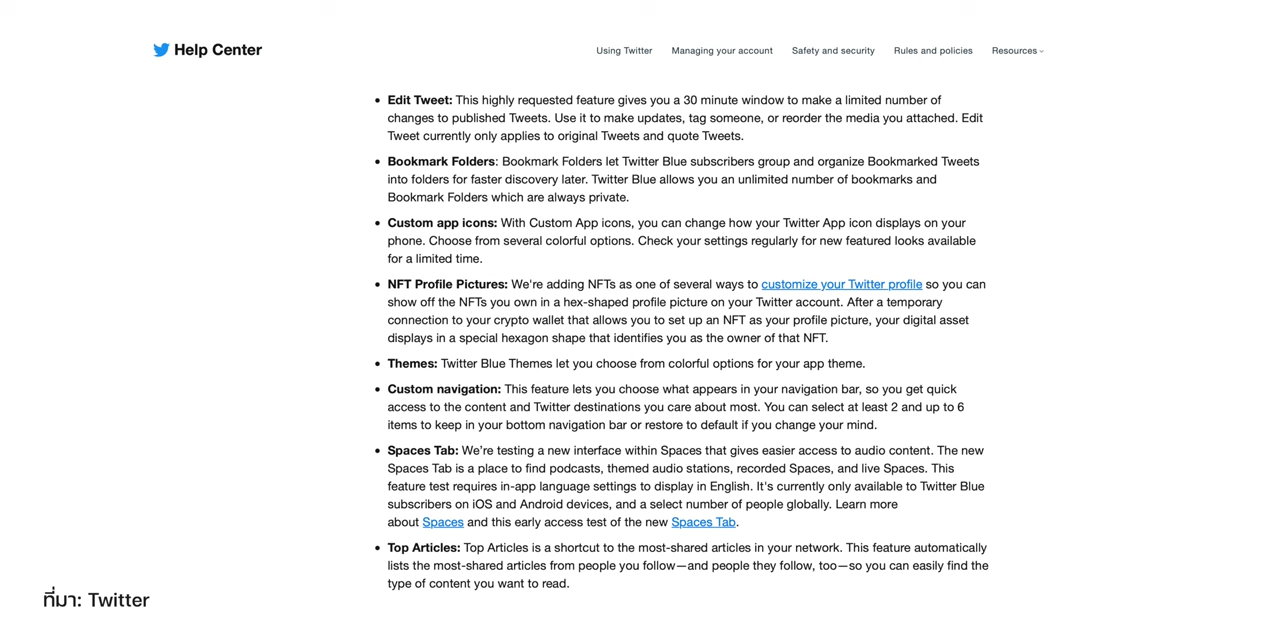 Help Center
Using Twitter Managing your account Safety and security Rules and policies Resources
• Edit Tweet: This highly requested feature gives you a 30 minute window to make a limited number of
changes to published Tweets. Use it to make updates, tag someone, or reorder the media you attached. Edit
Tweet currently only applies to original Tweets and quote Tweets.
• Bookmark Folders: Bookmark Folders let Twitter Blue subscribers group and organize Bookmarked Tweets
into folders for faster discovery later. Twitter Blue allows you an unlimited number of bookmarks and
Bookmark Folders which are always private.
• Custom app icons: With Custom App icons, you can change how your Twitter App icon displays on your
phone. Choose from several colorful options. Check your settings regularly for new featured looks available
for a limited time.
• NFT Profile Pictures: We're adding NFTs as one of several ways to customize your Twitter profile so you can
show off the NFTs you own in a hex-shaped profile picture on your Twitter account. After a temporary
connection to your crypto wallet that allows you to set up an NFT as your profile picture, your digital asset
displays in a special hexagon shape that identifies you as the owner of that NFT.
• Themes: Twitter Blue Themes let you choose from colorful options for your app theme.
• Custom navigation: This feature lets you choose what appears in your navigation bar, so you get quick
access to the content and Twitter destinations you care about most. You can select at least 2 and up to 6
items to keep in your bottom navigation bar or restore to default if you change your mind.
• Spaces Tab: We’re testing a new interface within Spaces that gives easier access to audio content. The new
Spaces Tab is a place to find podcasts, themed audio stations, recorded Spaces, and live Spaces. This
feature test requires in-app language settings to display in English. It's currently only available to Twitter Blue
subscribers on iOS and Android devices, and a select number of people globally. Learn more
about Spaces and this early access test of the new Spaces Tab.
• Top Articles: Top Articles is a shortcut to the most-shared articles in your network. This feature automatically
lists the most-shared articles from people you follow—and people they follow, too—so you can easily find the
type of content you want to read.
ที่มา: Twitter